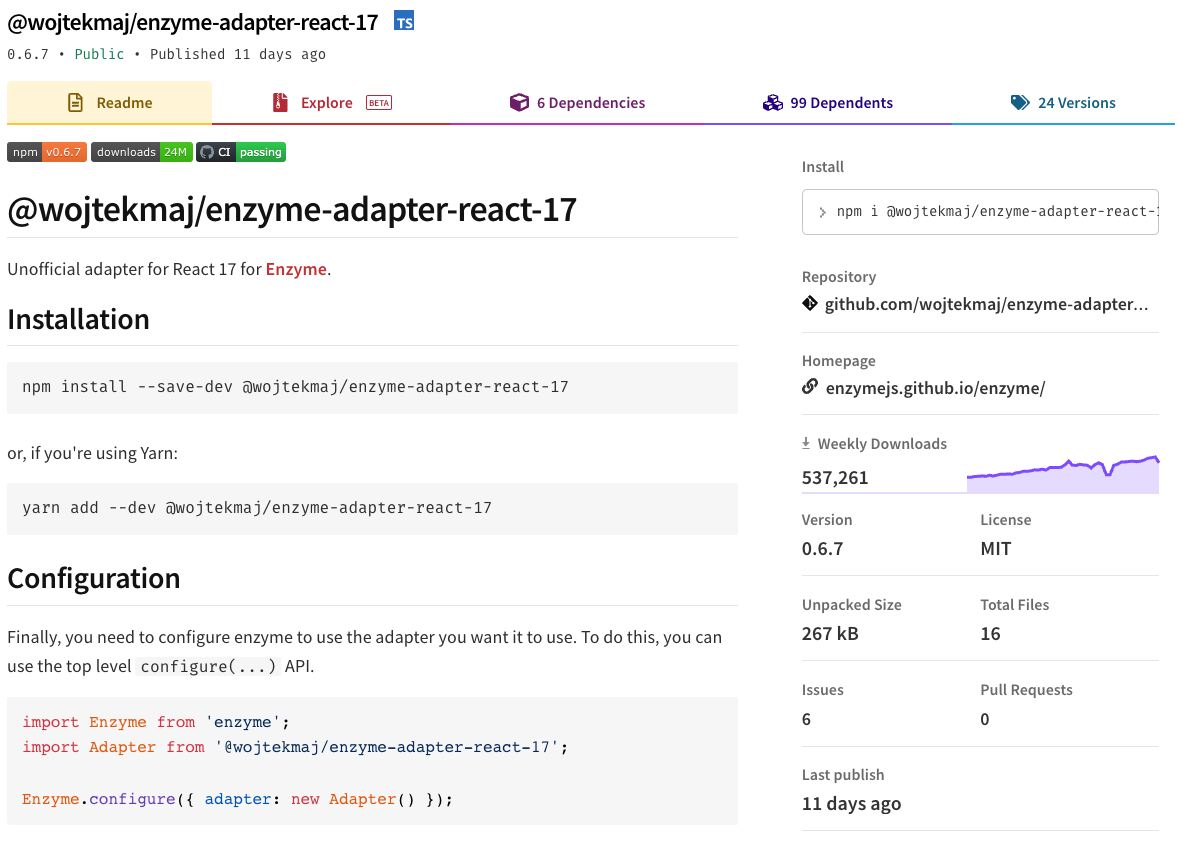 @wojtekmaj/enzyme-adapter-react-17 TS
0.6.7 • Public • Published 11 days ago
Readme
Explore BETA
6 Dependencies
99 Dependents
24 Versions
npm v0.6.7 downloads 24M CI passing
@wojtekmaj/enzyme-adapter-react-17
Unofficial adapter for React 17 for Enzyme.
Installation
npm install --save-dev @wojtekmaj/enzyme-adapter-react-17
or, if you're using Yarn:
yarn add --dev @wojtekmaj/enzyme-adapter-react-17
Configuration
Finally, you need to configure enzyme to use the adapter you want it to use. To do this, you can
use the top level configure(...) API.
import Enzyme from 'enzyme';
import Adapter from '@wojtekmaj/enzyme-adapter-react-17';
Enzyme.configure({ adapter: new Adapter() });
Install
> npm i @wojtekmaj/enzyme-adapter-react-1
Repository
github.com/wojtekmaj/enzyme-adapter...
Homepage
enzymejs.github.io/enzyme/
Weekly Downloads
537,261
Version
0.6.7
License
MIT
Unpacked Size
267 kB
Total Files
16
Issues
6
Pull Requests
0
Last publish
11 days ago